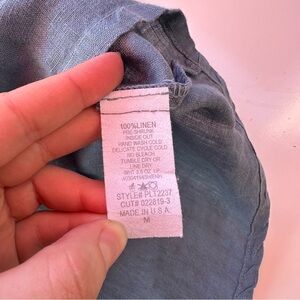 100%LINEN
PRE-SHRUNK
INSIDE OUT
HAND WASH COLD
DELICATE CYCLE COLD
NO BLEACH
TUMBLE DRY OR
LINE DRY
STYLE# PLT2237
CUT# 022819-3
MADE IN U.S.A.
M